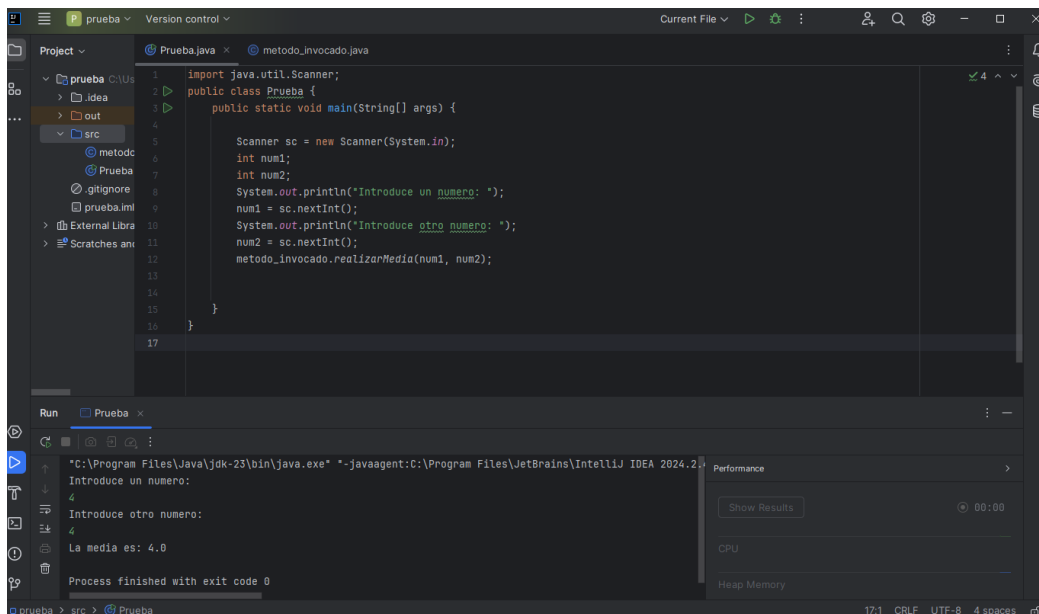 P prueba Version control Current File
Project
Prueba.java × metodo_invocado.java
prueba C:\Us
.idea
out
src
metodo
Prueba
.gitignore
prueba.iml
External Libra
Scratches and
1 import java.util.Scanner;
2 public class Prueba {
3 public static void main(String[] args) {
4
5 Scanner sc = new Scanner(System.in);
6 int num1;
7 int num2;
8 System.out.println("Introduce un numero: ");
9 num1 = sc.nextInt();
10 System.out.println("Introduce otro numero: ");
11 num2 = sc.nextInt();
12 metodo_invocado.realizarMedia(num1, num2);
13
14
15 }
16 }
17
4
Run Prueba ×
"C:\Program Files\Java\jdk-23\bin\java.exe" "-javaagent:C:\Program Files\JetBrains\IntelliJ IDEA 2024.2.
Introduce un numero:
4
Introduce otro numero:
4
La media es: 4.0
Process finished with exit code 0
Performance
Show Results 00:00
CPU
Heap Memory
prueba > src > Prueba 17:1 CRLF UTF-8 4 spaces